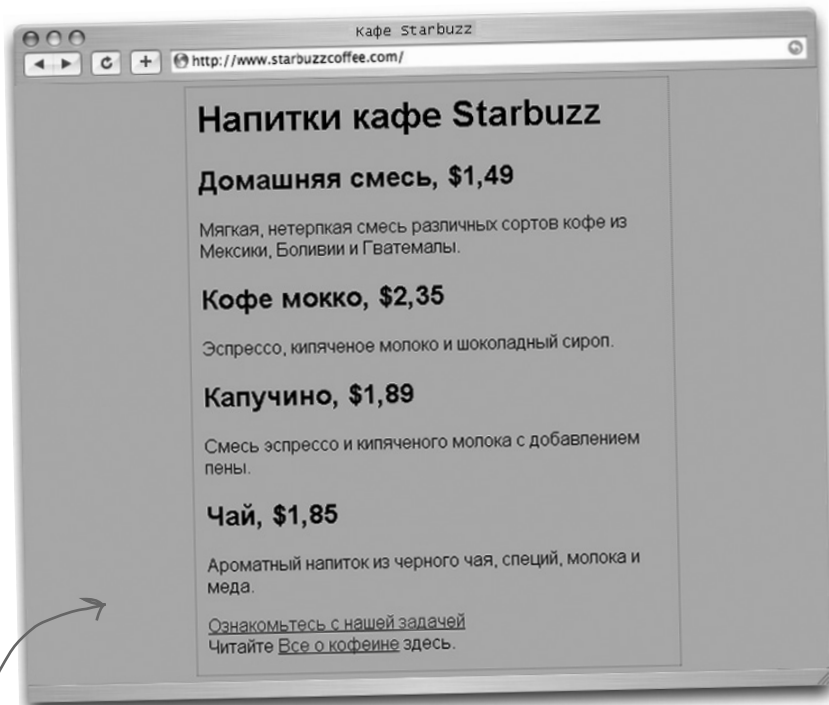 Кафе Starbuzz
http://www.starbuzzcoffee.com/
Напитки кафе Starbuzz
Домашняя смесь, $1,49
Мягкая, нетерпкая смесь различных сортов кофе из
Мексики, Боливии и Гватемалы.
Кофе мокко, $2,35
Эспрессо, кипяченое молоко и шоколадный сироп.
Капучино, $1,89
Смесь эспрессо и кипяченого молока с добавлением
пены.
Чай, $1,85
Ароматный напиток из черного чая, специй, молока и
меда.
Ознакомьтесь с нашей задачей
Читайте Все о кофеине здесь.